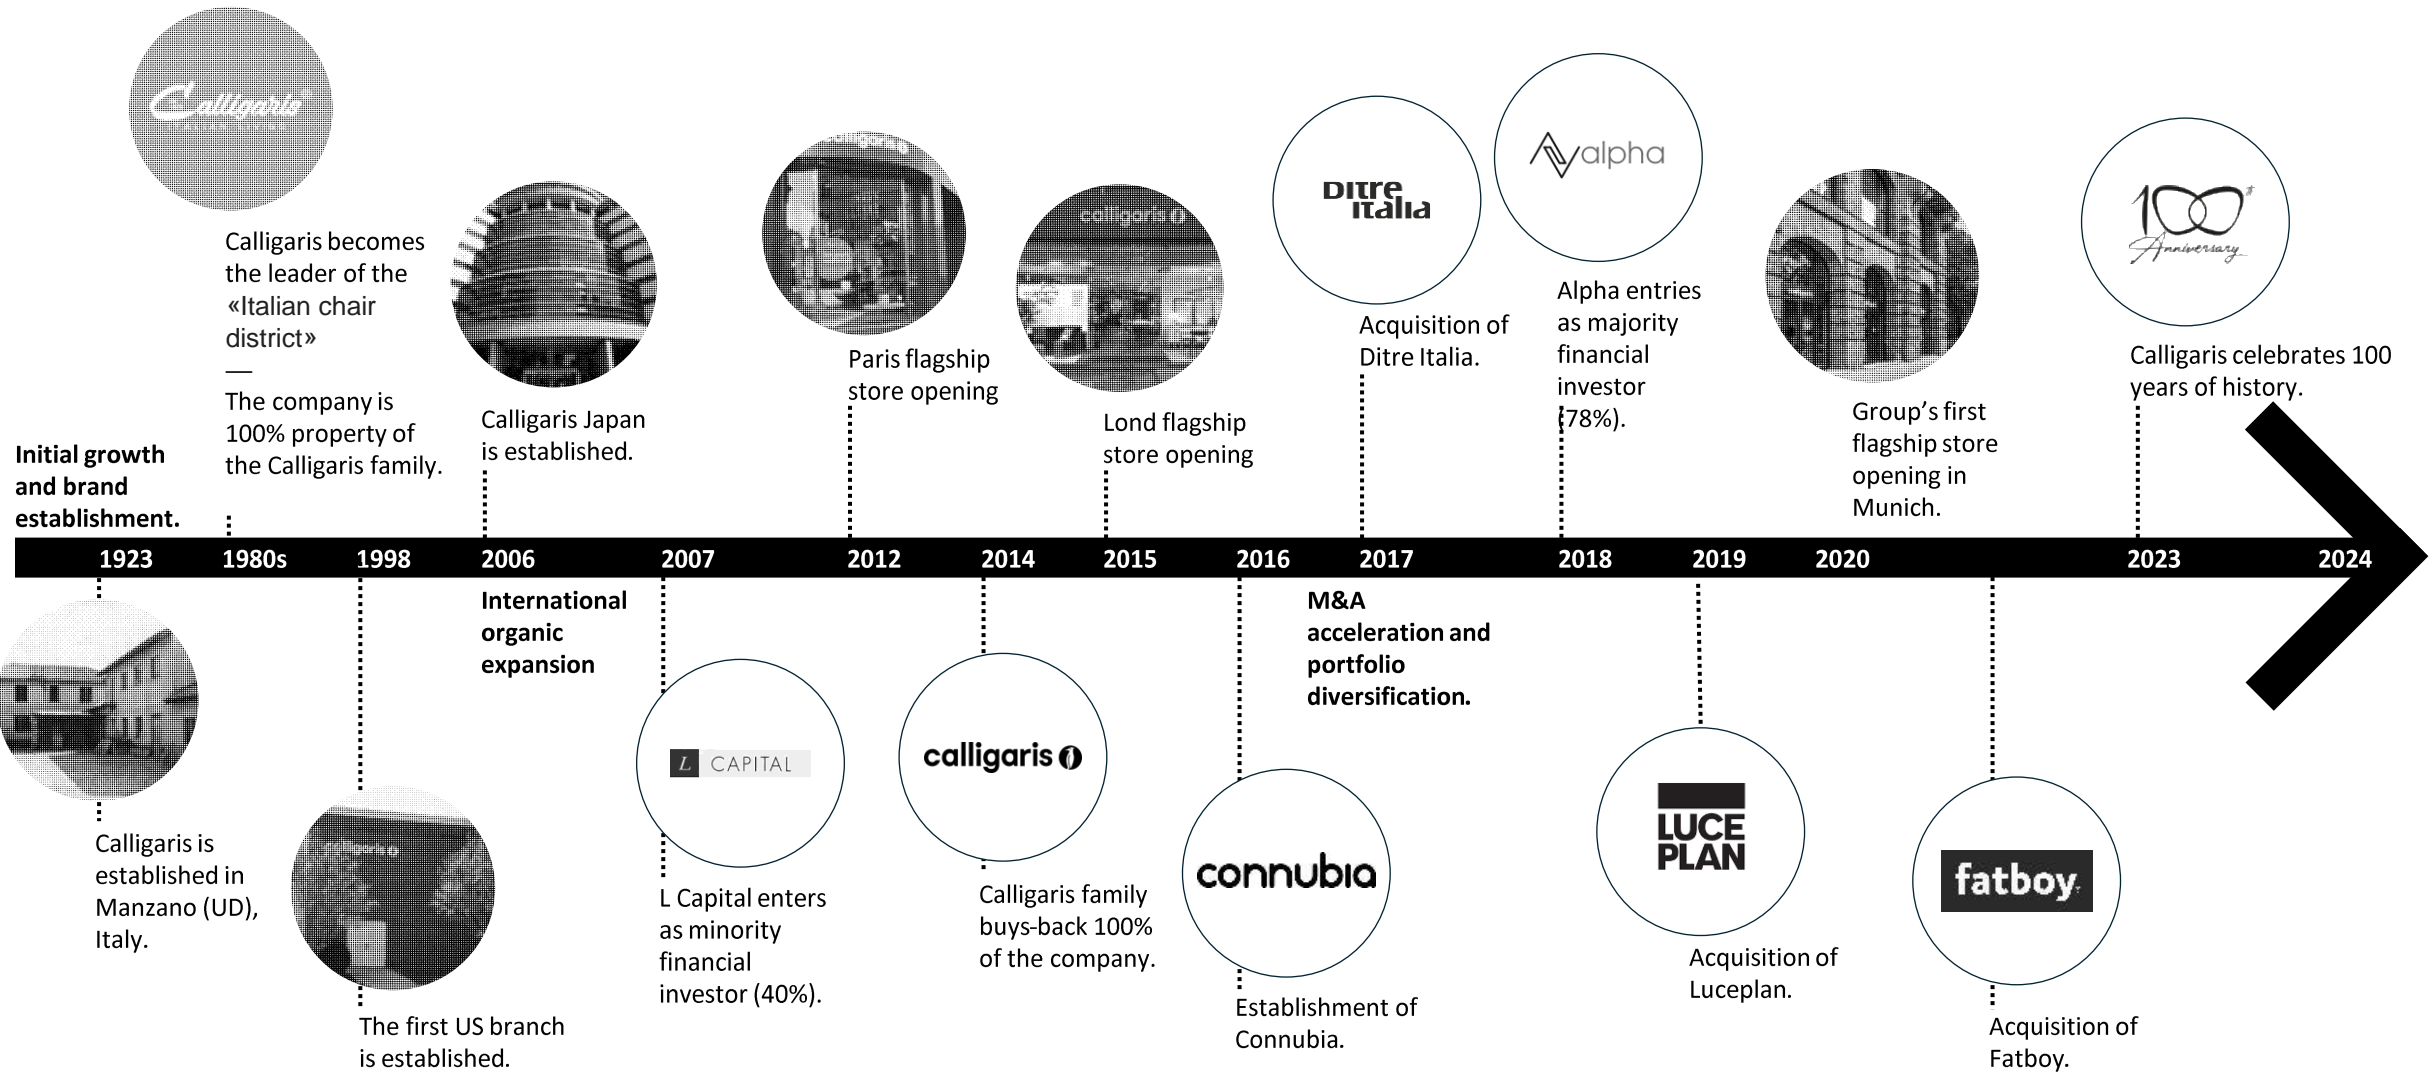 Calligaris
Calligaris becomes
the leader of the
«Italian chair
district»
—
The company is
100% property of
the Calligaris family.
Calligaris Japan
is established.
calligaris
Paris flagship
store opening
calligaris
Lond flagship
store opening
Ditre
Italia
Acquisition of
Ditre Italia.
alpha
Alpha entries
as majority
financial
investor
(78%).
Group's first
flagship store
opening in
Munich.
100
Anniversary
Calligaris celebrates 100
years of history.
Initial growth
and brand
establishment.
1923 1980s 1998 2006 2007 2012 2014 2015 2016 2017 2018 2019 2020 2023 2024
International
organic
expansion
M&A
acceleration and
portfolio
diversification.
Calligaris is
established in
Manzano (UD),
Italy.
calligaris
The first US branch
is established.
L CAPITAL
L Capital enters
as minority
financial
investor (40%).
calligaris
Calligaris family
buys-back 100%
of the company.
connubia
Establishment of
Connubia.
LUCE
PLAN
Acquisition of
Luceplan.
fatboy
Acquisition of
Fatboy.